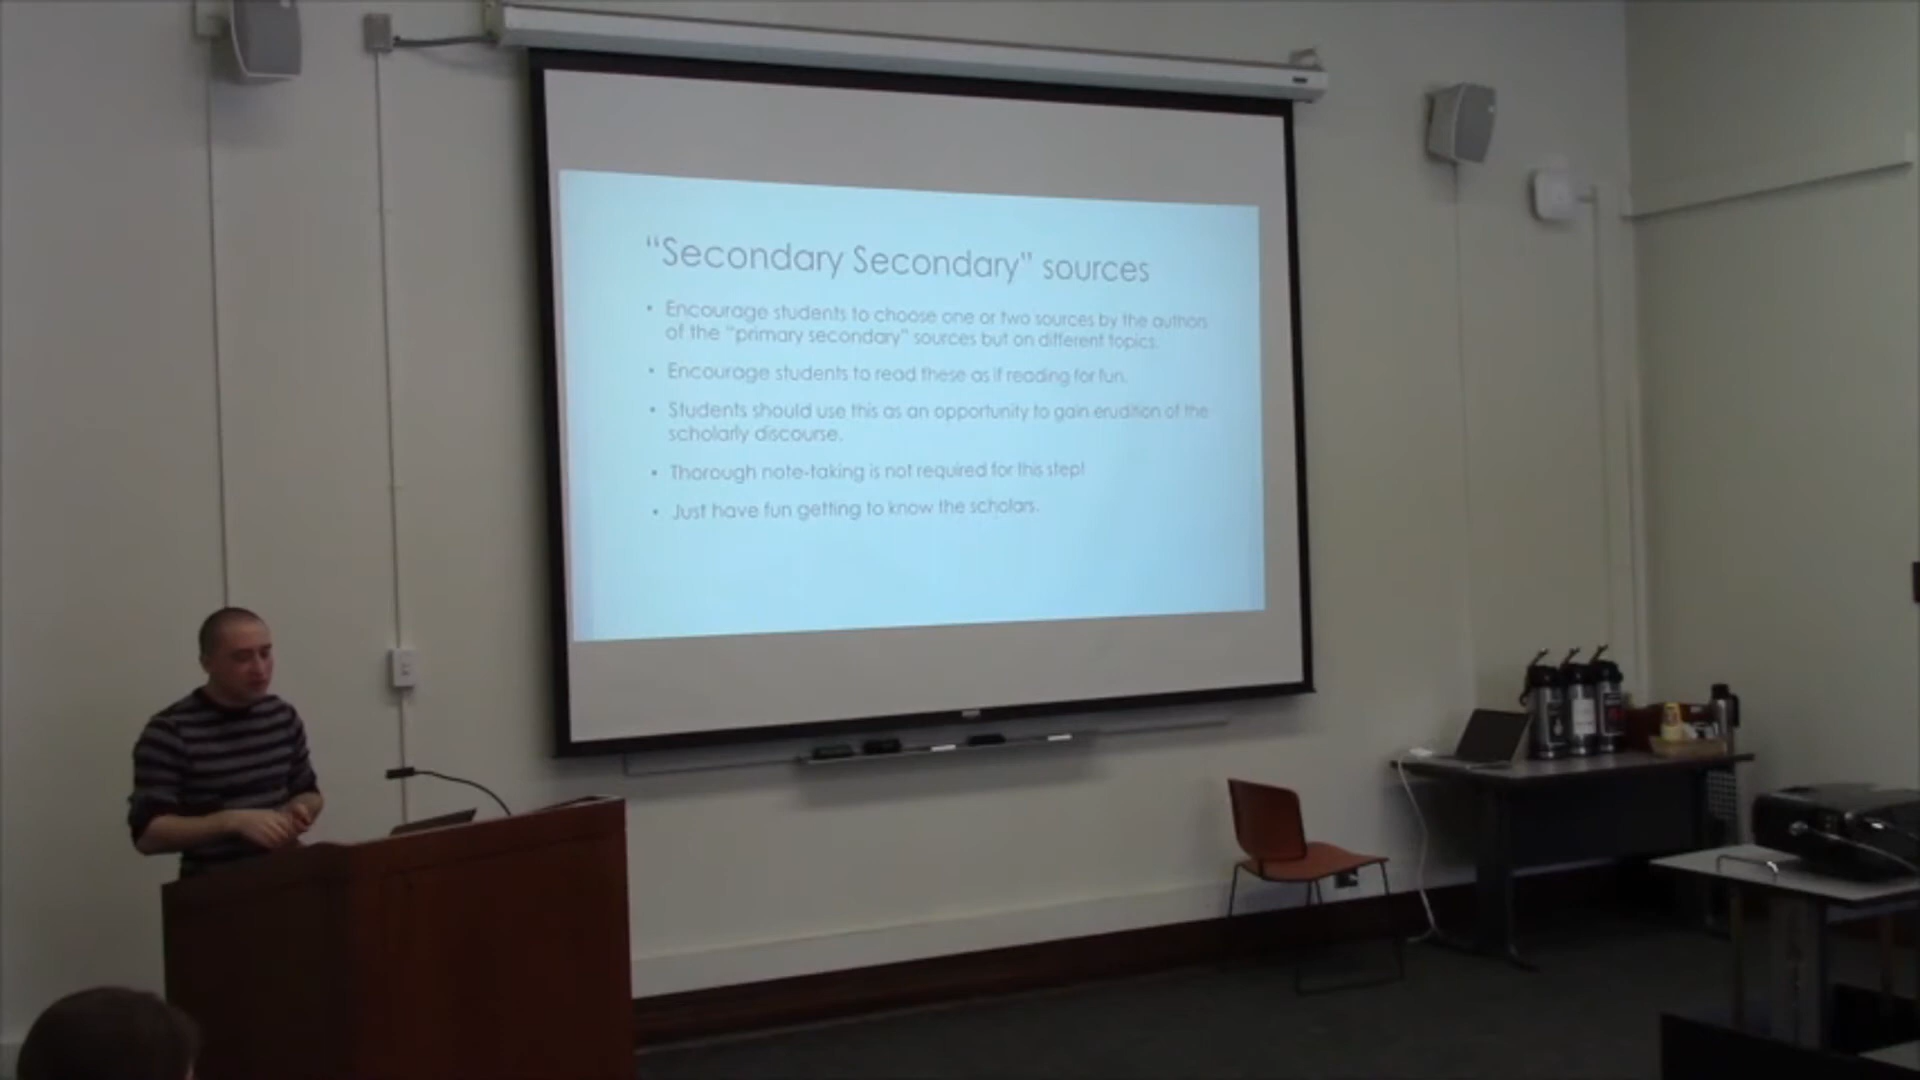 “Secondary Secondary” sources
• Encourage students to choose one or two sources by the authors
of the “primary secondary” sources but on different topics.
• Encourage students to read these as if reading for fun.
• Students should use this as an opportunity to gain erudition of the
scholarly discourse.
• Thorough note-taking is not required for this step!
• Just have fun getting to know the scholars.